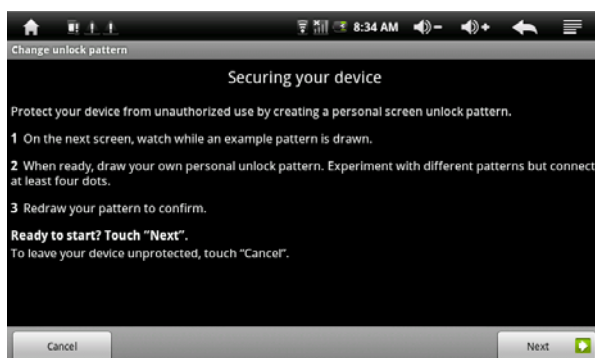 8:34 AM
Change unlock pattern
Securing your device
Protect your device from unauthorized use by creating a personal screen unlock pattern.
1 On the next screen, watch while an example pattern is drawn.
2 When ready, draw your own personal unlock pattern. Experiment with different patterns but connect
at least four dots.
3 Redraw your pattern to confirm.
Ready to start? Touch “Next”.
To leave your device unprotected, touch “Cancel”.
Cancel Next